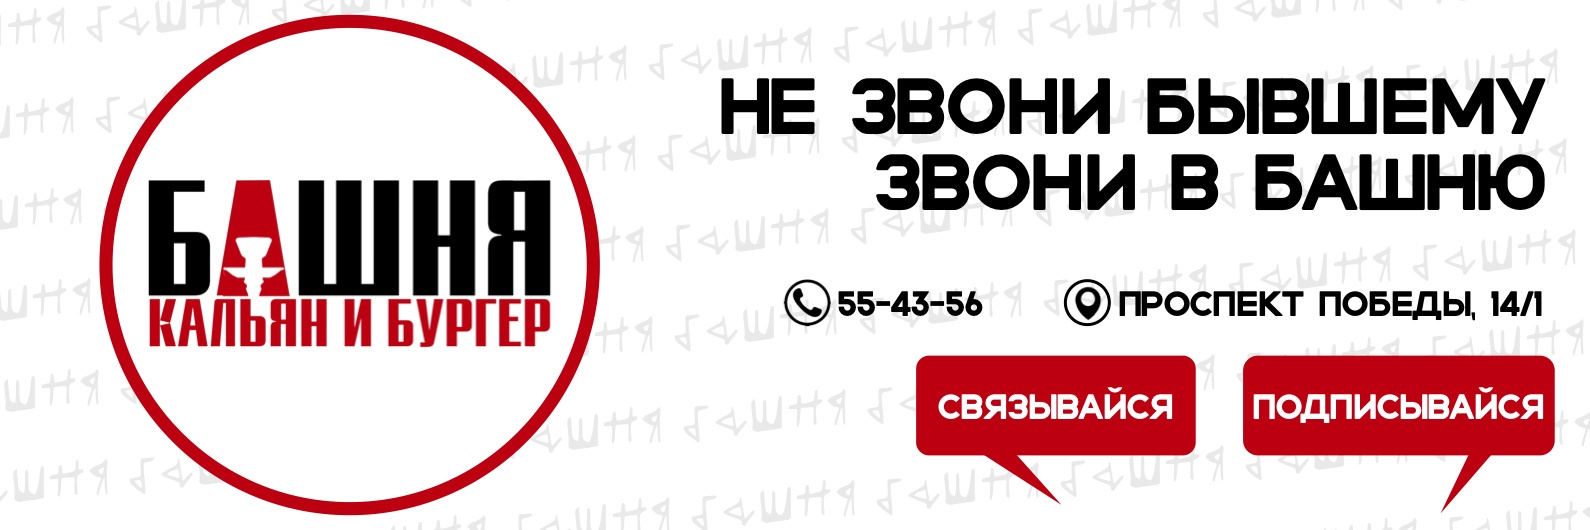 БАШНЯ
КАЛЬЯН И БУРГЕР
НЕ ЗВОНИ БЫВШЕМУ
ЗВОНИ В БАШНЮ
55-43-56
ПРОСПЕКТ ПОБЕДЫ, 14/1
СВЯЗЫВАЙСЯ
ПОДПИСЫВАЙСЯ